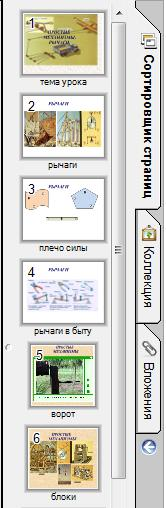 1
ПРОСТЫЕ
МЕХАНИЗМЫ.
РЫЧАГИ.
тема урока
2
РЫЧАГИ
рычаги
3
плечо силы
4
РЫЧАГИ
рычаги в быту
5
ПРОСТЫЕ
МЕХАНИЗМЫ
ворот
6
ПРОСТЫЕ
МЕХАНИЗМЫ
блоки
Сортировщик страниц
Коллекция
Вложения